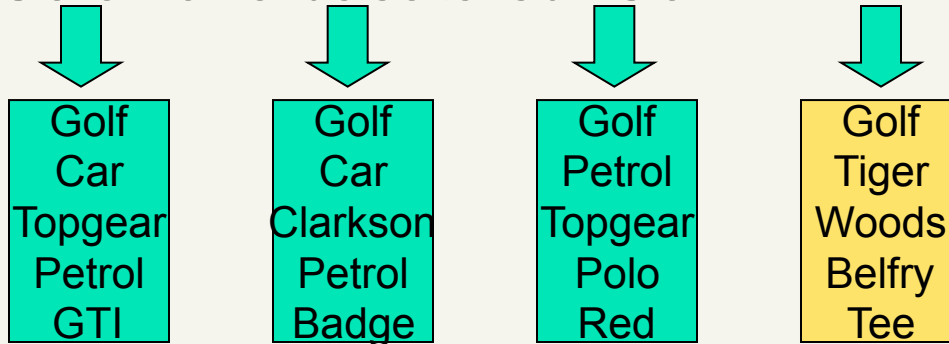 Golf
Car
Topgear
Petrol
GTI
Golf
Car
Clarkson
Petrol
Badge
Golf
Petrol
Topgear
Polo
Red
Golf
Tiger
Woods
Belfry
Tee